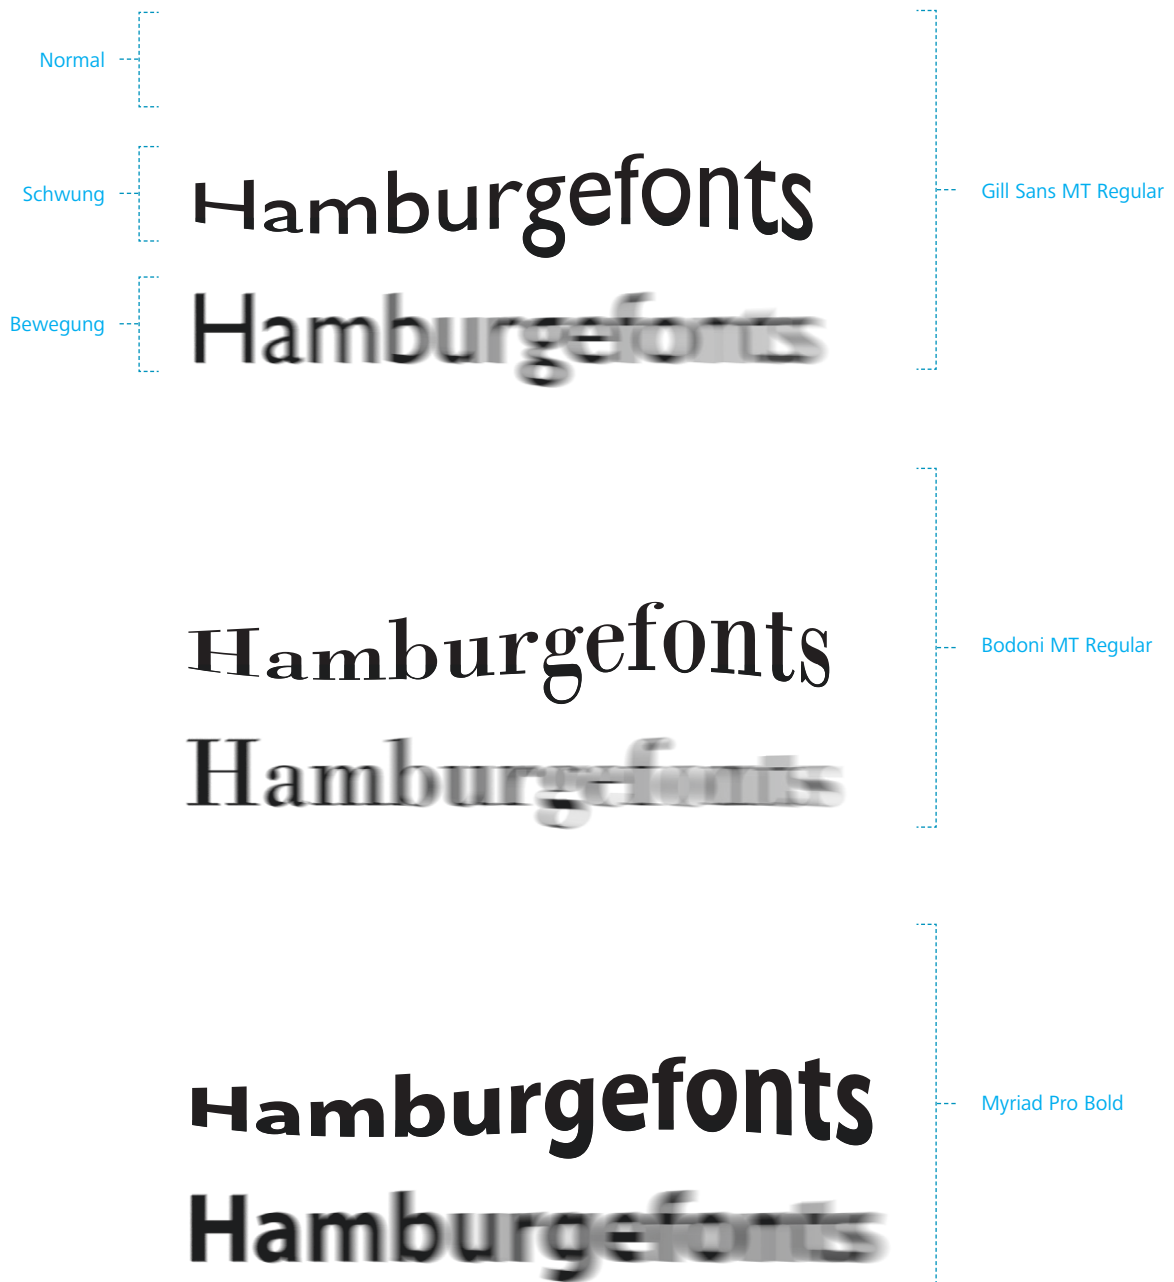 Normal
Schwung
Hamburgefonts
Gill Sans MT Regular
Bewegung
Hamburgefonts
Hamburgefonts
Bodoni MT Regular
Hamburgefonts
Hamburgefonts
Myriad Pro Bold
Hamburgefonts